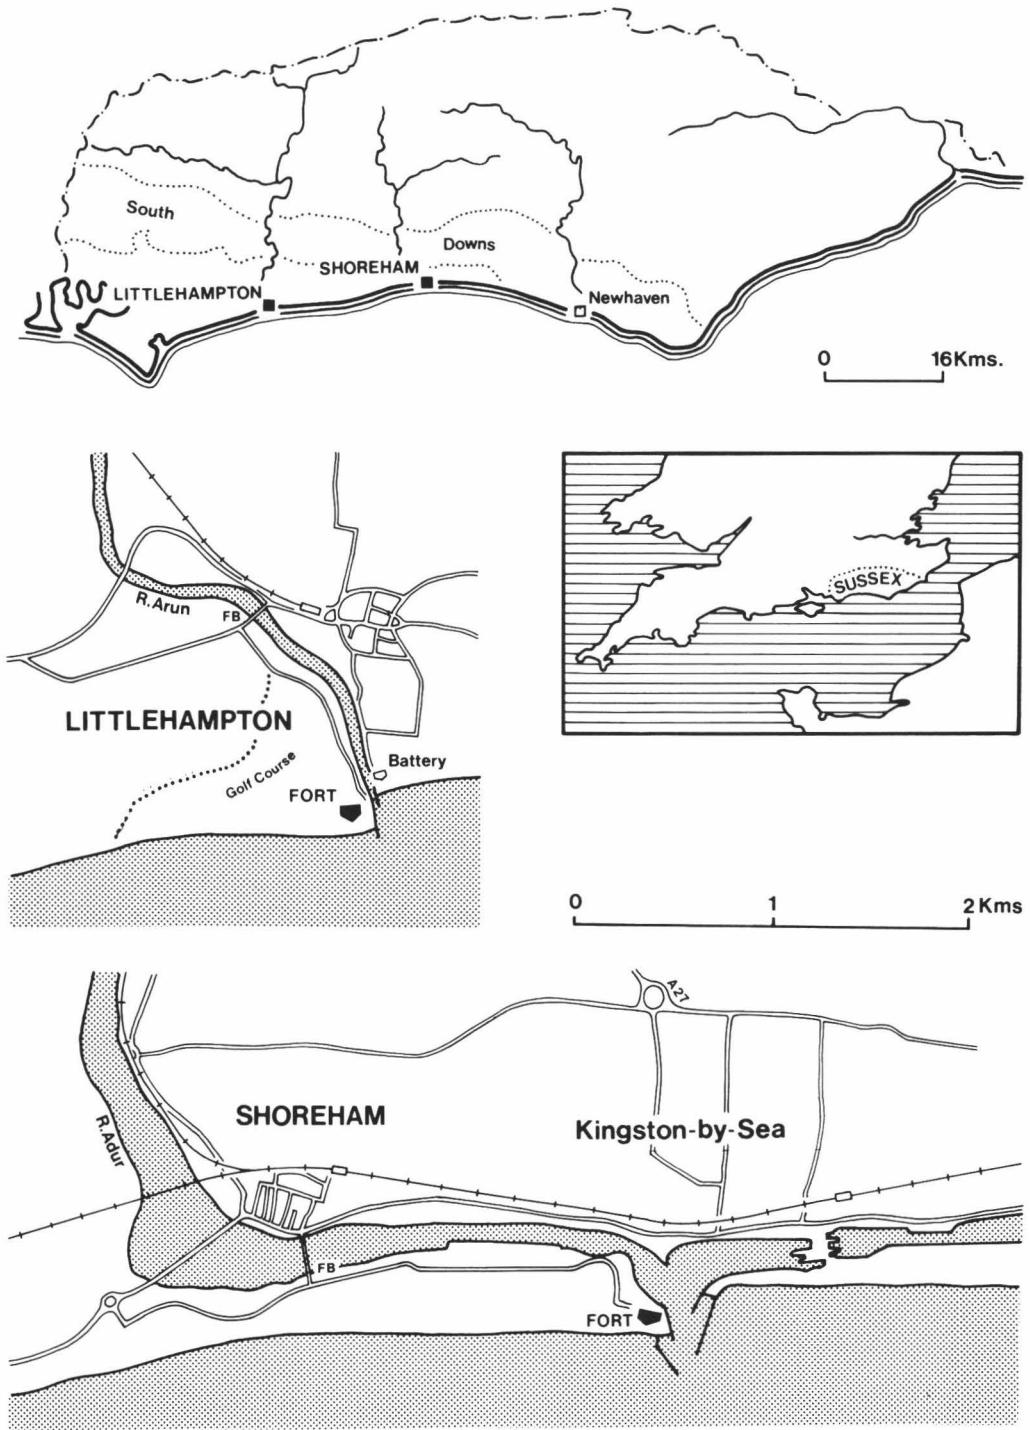 South
Downs
SHOREHAM
LITTLEHAMPTON
Newhaven
0 16Kms.
R.Arun
FB
LITTLEHAMPTON
Golf Course
Battery
FORT
SUSSEX
0 1 2 Kms
A27
SHOREHAM
R.Adur
Kingston-by-Sea
FB
FORT